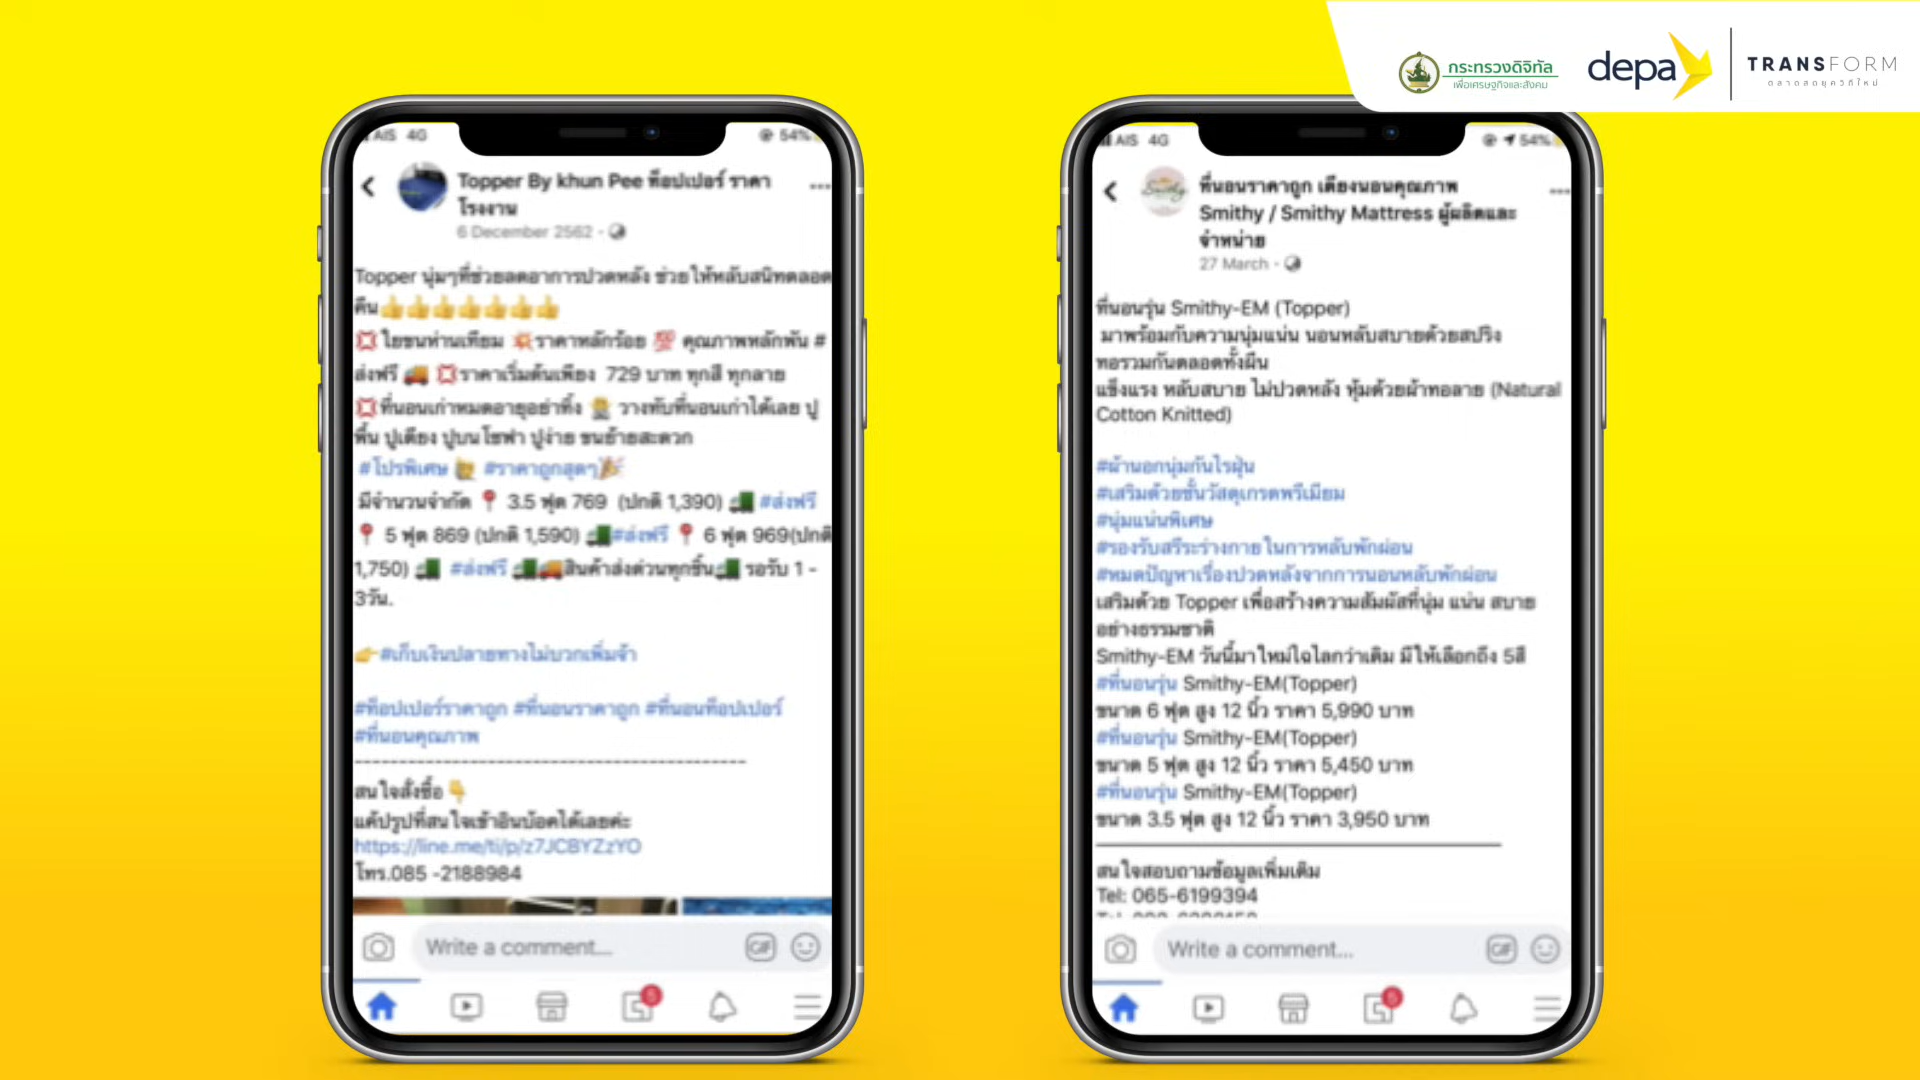 กระทรวงดิจิทัล
เพื่อเศรษฐกิจและสังคม
depa
TRANSFORM
ตลาดสดยุควิถีใหม่
AIS 4G
54%
Topper By khun Pee ท็อปเปอร์ ราคา
โรงงาน
6 December 2562
Topper นุ่มๆที่ช่วยลดอาการปวดหลัง ช่วยให้หลับสนิทตลอด
คืน👍👍👍👍👍👍👍
💢ใยขนห่านเทียม 💥ราคาหลักร้อย 💯 คุณภาพหลักพัน #
ส่งฟรี 🚚 💢ราคาเริ่มต้นเพียง 729 บาท ทุกสี ทุกลาย
💢ที่นอนเก่าหมดอายุอย่าทิ้ง วางทับที่นอนเก่าได้เลย ปู
พื้น ปูเตียง ปูบนโซฟา ปูง่าย ขนย้ายสะดวก
#โปรพิเศษ #ราคาถูกสุดๆ🎉
มีจำนวนจำกัด 📍 3.5 ฟุต 769 (ปกติ 1,390) #ส่งฟรี
📍 5 ฟุต 869 (ปกติ 1,590) #ส่งฟรี 📍 6 ฟุต 969(ปกติ
1,750) #ส่งฟรี 🚚สินค้าส่งด่วนทุกชิ้น รอรับ 1 -
3วัน.
👉#เก็บเงินปลายทางไม่บวกเพิ่มจ้า
#ท็อปเปอร์ราคาถูก #ที่นอนราคาถูก #ที่นอนท็อปเปอร์
#ที่นอนคุณภาพ
----------------------------------------
สนใจสั่งซื้อ👇
แค้ปรูปที่สนใจเข้าอินบ๊อคได้เลยค่ะ
https://line.me/ti/p/z7JCBYZzYO
โทร.085 -2188984
Write a comment...
GIF
AIS 4G
54%
ที่นอนราคาถูก เตียงนอนคุณภาพ
Smithy / Smithy Mattress ผู้ผลิตและ
จำหน่าย
27 March
ที่นอนรุ่น Smithy-EM (Topper)
มาพร้อมกับความนุ่มแน่น นอนหลับสบายด้วยสปริง
ทอรวมกันตลอดทั้งผืน
แข็งแรง หลับสบาย ไม่ปวดหลัง หุ้มด้วยผ้าทอลาย (Natural
Cotton Knitted)
#ผ้านอกนุ่มกันไรฝุ่น
#เสริมด้วยชั้นวัสดุเกรดพรีเมียม
#นุ่มแน่นพิเศษ
#รองรับสรีระร่างกายในการหลับพักผ่อน
#หมดปัญหาเรื่องปวดหลังจากการนอนหลับพักผ่อน
เสริมด้วย Topper เพื่อสร้างความสัมผัสที่นุ่ม แน่น สบาย
อย่างธรรมชาติ
Smithy-EM วันนี้มาใหม่ไฉไลกว่าเดิม มีให้เลือกถึง 5สี
#ที่นอนรุ่น Smithy-EM(Topper)
ขนาด 6 ฟุต สูง 12 นิ้ว ราคา 5,990 บาท
#ที่นอนรุ่น Smithy-EM(Topper)
ขนาด 5 ฟุต สูง 12 นิ้ว ราคา 5,450 บาท
#ที่นอนรุ่น Smithy-EM(Topper)
ขนาด 3.5 ฟุต สูง 12 นิ้ว ราคา 3,950 บาท
สนใจสอบถามข้อมูลเพิ่มเติม
Tel: 065-6199394
Write a comment...
GIF